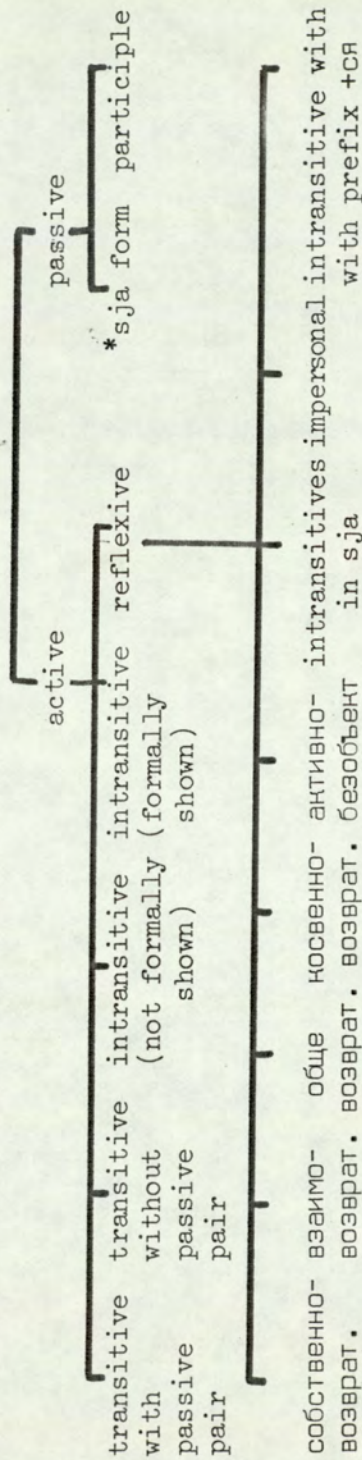 active passive
transitive transitive intransitive intransitive reflexive *sja form participle
with without (not formally (formally
passive passive shown) shown)
pair pair
собственно- взаимо- обще косвенно- активно- intransitives impersonal intransitive with
возврат. возврат. возврат. возврат. безобъект in sja with prefix +ся